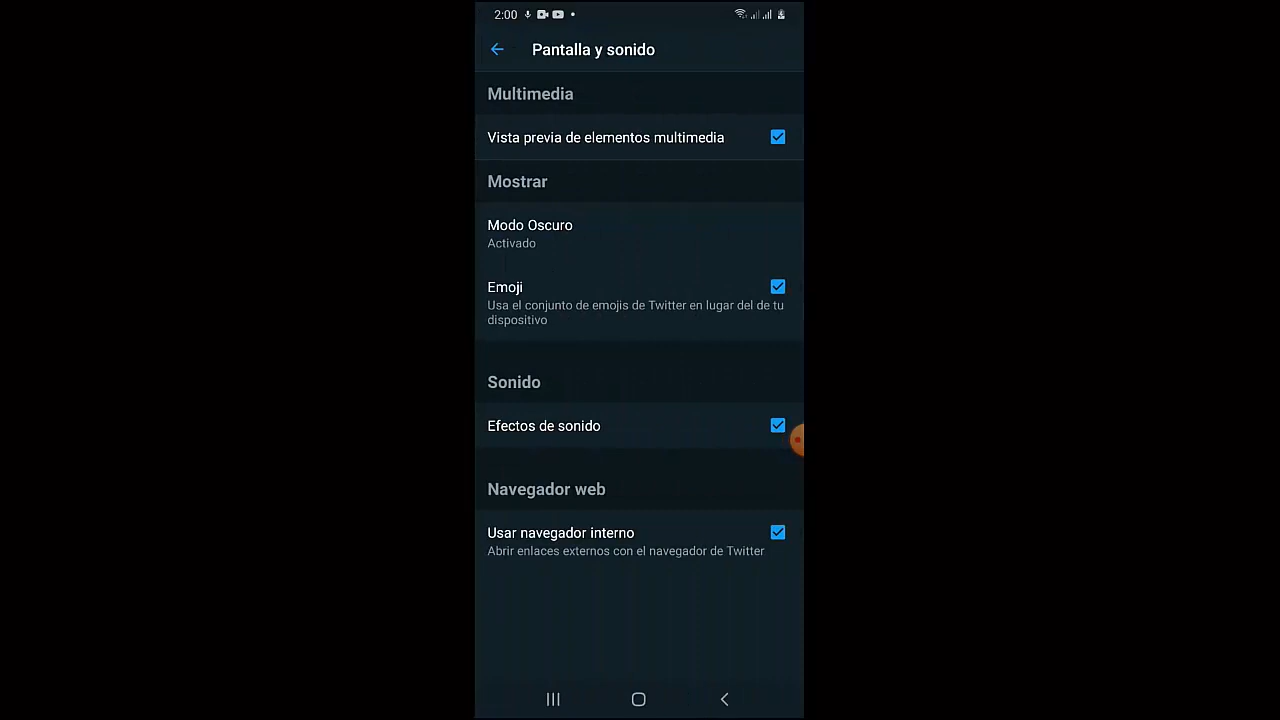 2:00
Pantalla y sonido
Multimedia
Vista previa de elementos multimedia
Mostrar
Modo Oscuro
Activado
Emoji
Usa el conjunto de emojis de Twitter en lugar del de tu
dispositivo
Sonido
Efectos de sonido
Navegador web
Usar navegador interno
Abrir enlaces externos con el navegador de Twitter